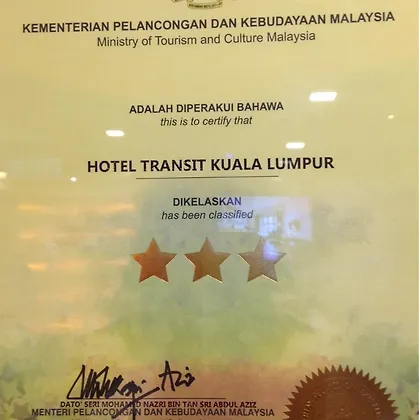 KEMENTERIAN PELANCONGAN DAN KEBUDAYAAN MALAYSIA
Ministry of Tourism and Culture Malaysia
ADALAH DIPERAKUI BAHAWA
this is to certify that
HOTEL TRANSIT KUALA LUMPUR
DIKELASKAN
has been classified
DATO' SERI MOHAMED NAZRI BIN TAN SRI ABDUL AZIZ
MENTERI PELANCONGAN DAN KEBUDAYAAN MALAYSIA